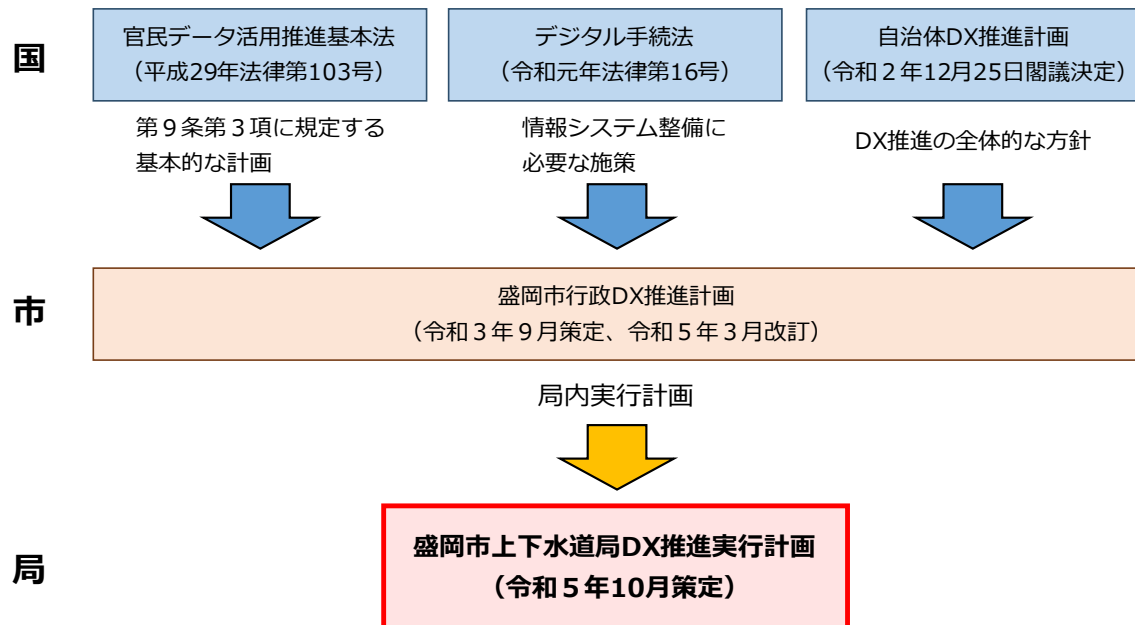 国
官民データ活用推進基本法
（平成29年法律第103号）
デジタル手続法
（令和元年法律第16号）
自治体DX推進計画
（令和２年12月25日閣議決定）
第９条第３項に規定する
基本的な計画
情報システム整備に
必要な施策
DX推進の全体的な方針
市
盛岡市行政DX推進計画
（令和３年９月策定、令和５年３月改訂）
局内実行計画
局
盛岡市上下水道局DX推進実行計画
（令和５年10月策定）